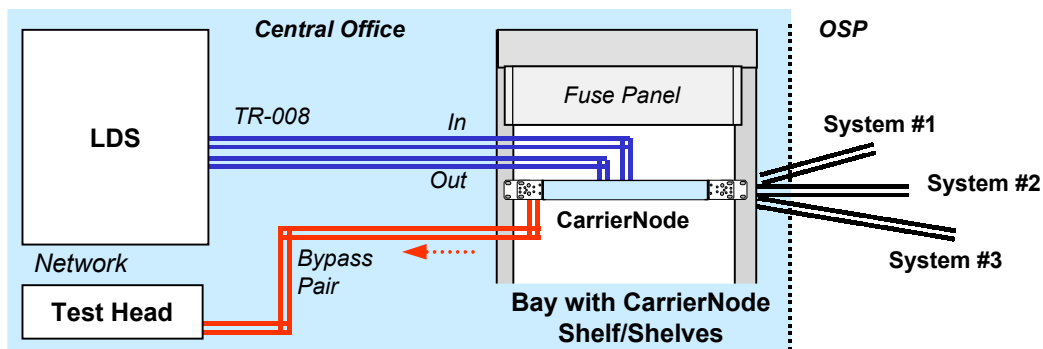 Central Office
OSP
LDS
TR-008
In
Out
Fuse Panel
CarrierNode
System #1
System #2
System #3
Network
Bypass
Pair
Test Head
Bay with CarrierNode
Shelf/Shelves